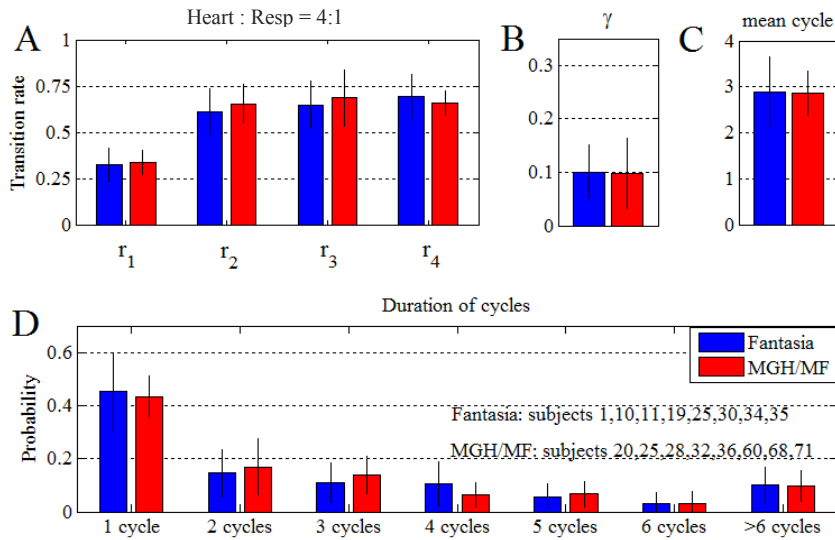 Heart : Resp = 4:1
A
1
0.75
0.5
0.25
0
Transition rate
r1
r2
r3
r4
B
γ
0.3
0.2
0.1
0
C
mean cycle
4
3
2
1
0
D
Duration of cycles
0.6
0.4
0.2
0
Probability
Fantasia
MGH/MF
Fantasia: subjects 1,10,11,19,25,30,34,35
MGH/MF: subjects 20,25,28,32,36,60,68,71
1 cycle
2 cycles
3 cycles
4 cycles
5 cycles
6 cycles
>6 cycles